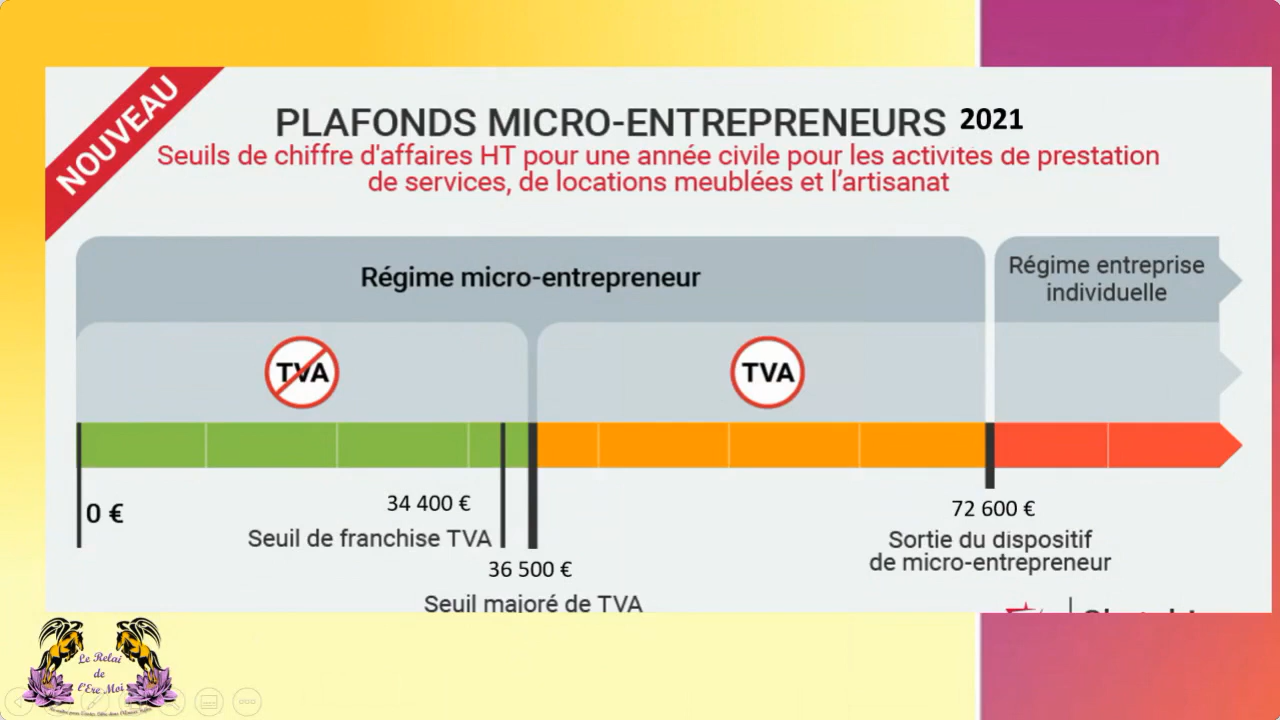 NOUVEAU
PLAFONDS MICRO-ENTREPRENEURS 2021
Seuils de chiffre d'affaires HT pour une année civile pour les activités de prestation
de services, de locations meublées et l'artisanat
Régime micro-entrepreneur
Régime entreprise
individuelle
TVA
TVA
0 €
34 400 €
Seuil de franchise TVA
36 500 €
Seuil majoré de TVA
72 600 €
Sortie du dispositif
de micro-entrepreneur
Le Relai
de
l'Ere Moi